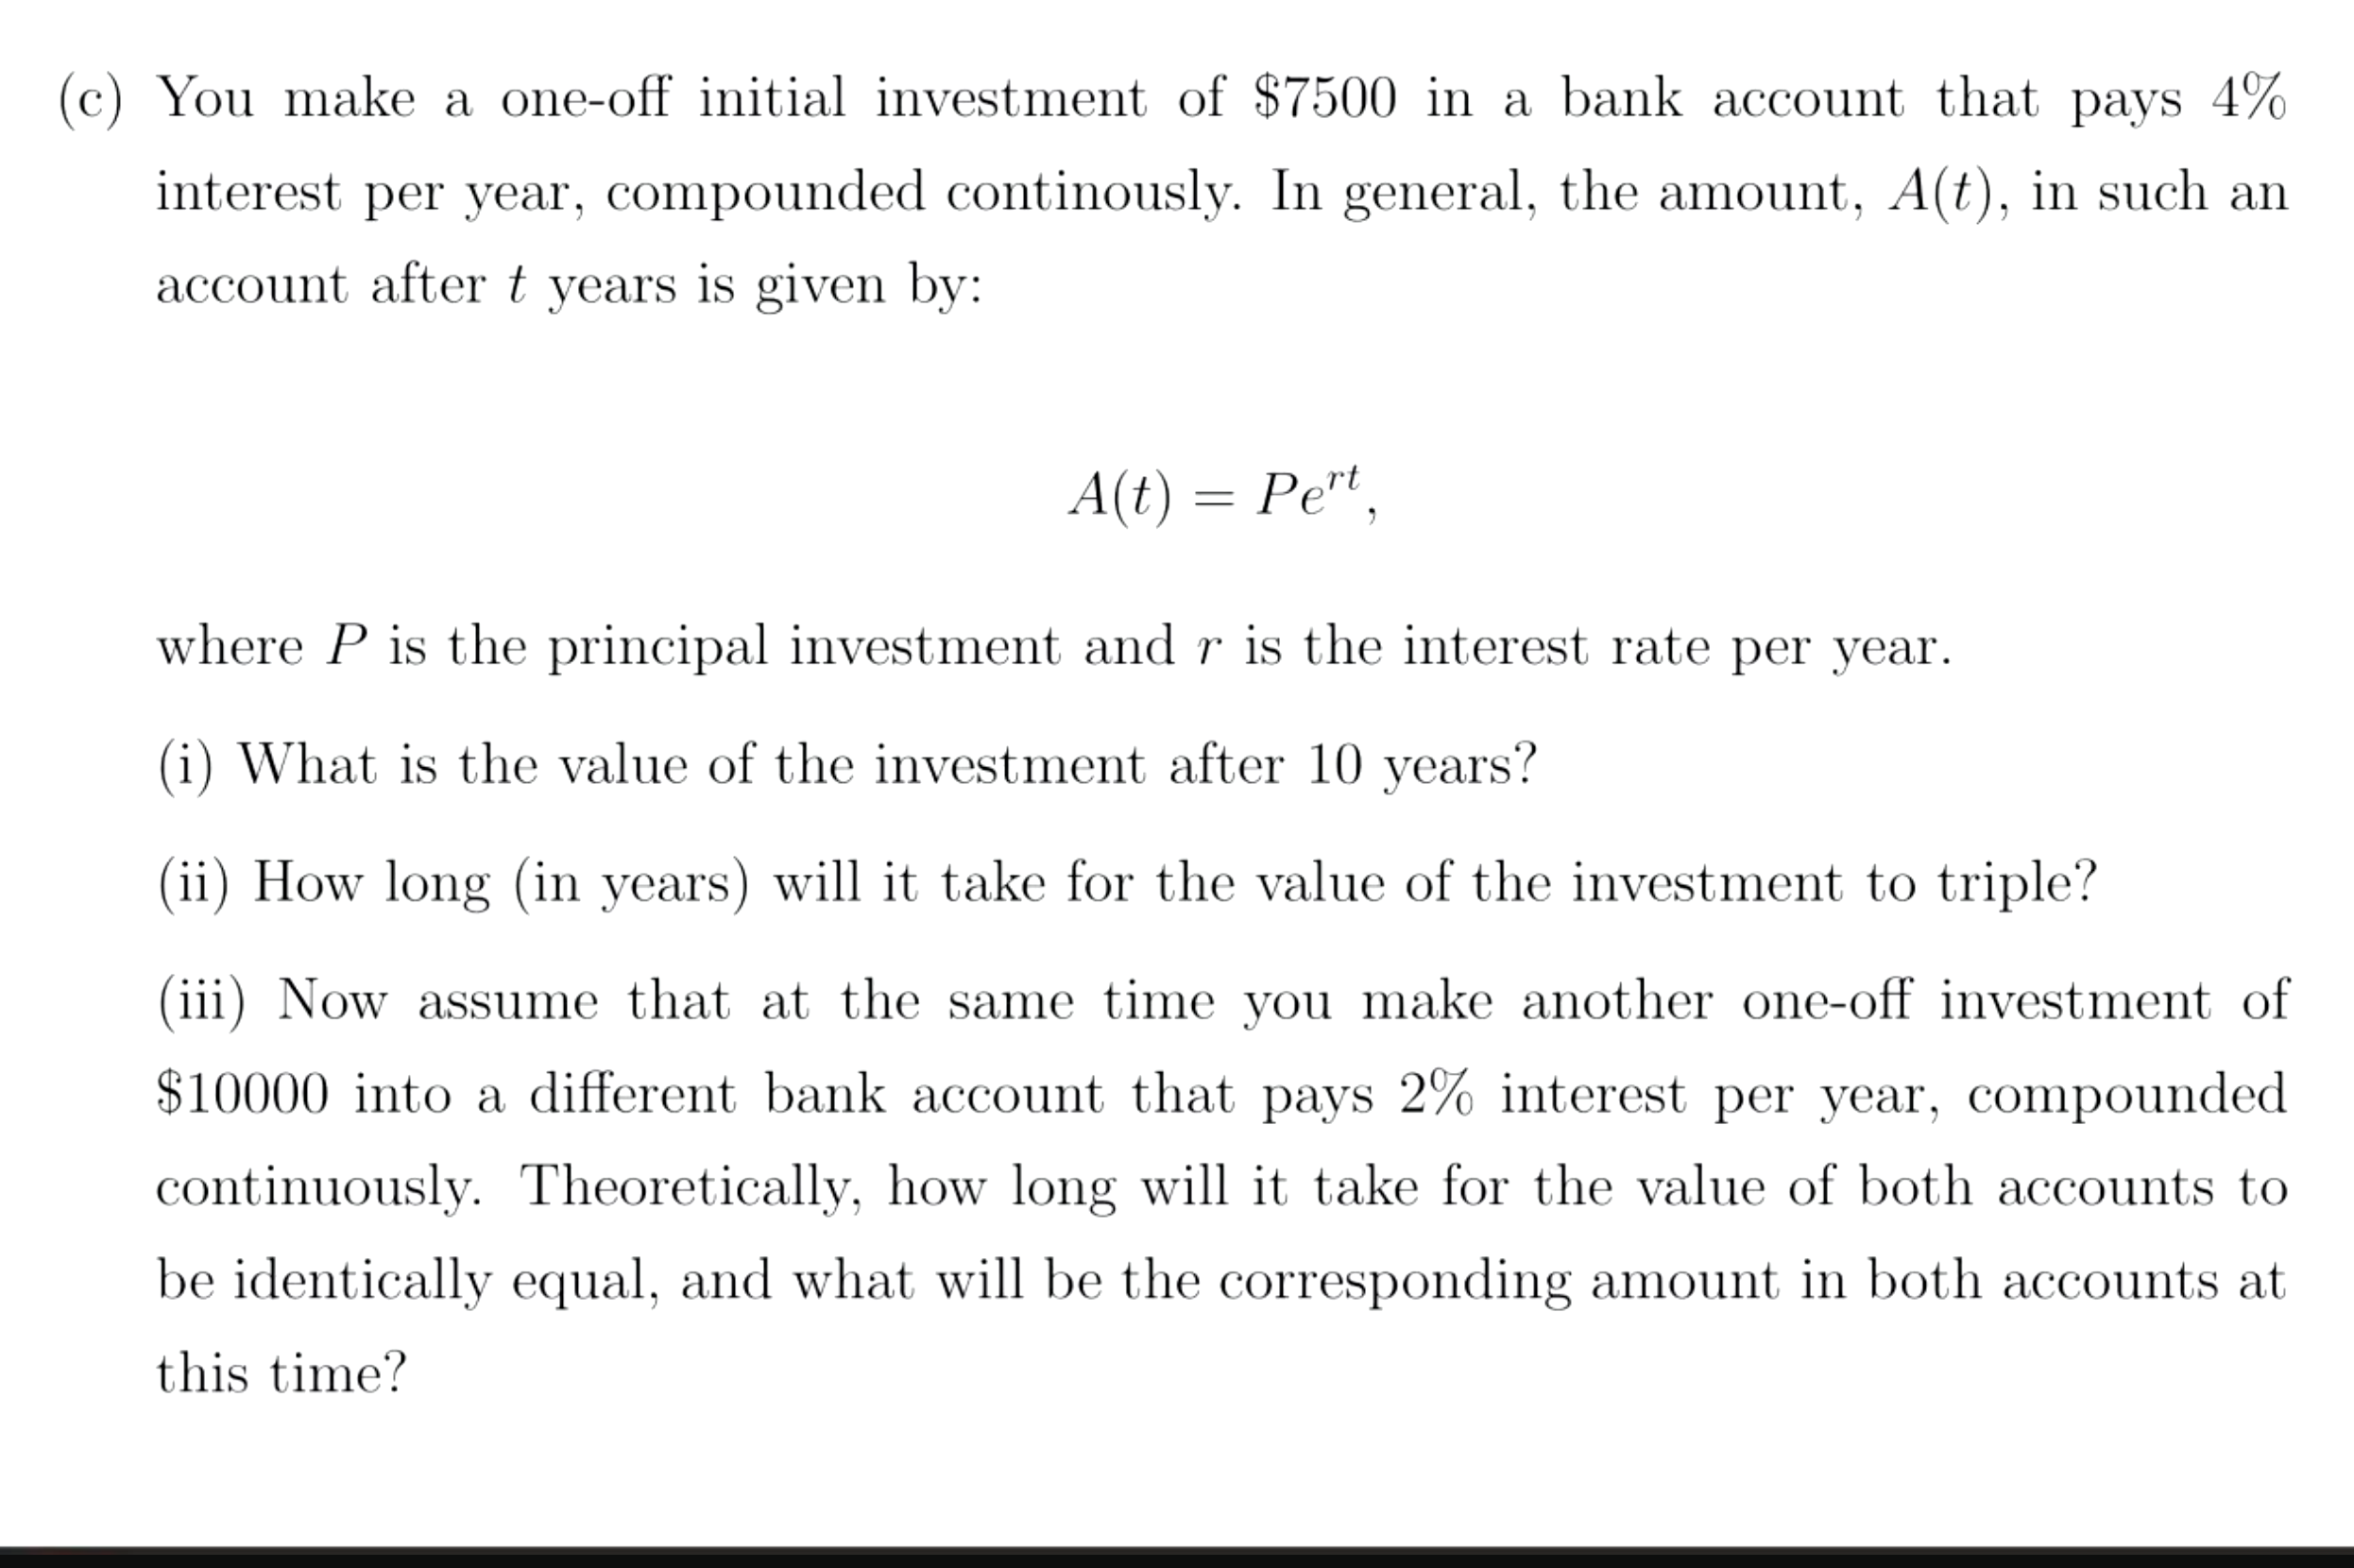 (c) You make a one-off initial investment of $7500 in a bank account that pays 4%
interest per year, compounded continously. In general, the amount, A(t), in such an
account after t years is given by:
A(t) = Pe^{rt},
where P is the principal investment and r is the interest rate per year.
(i) What is the value of the investment after 10 years?
(ii) How long (in years) will it take for the value of the investment to triple?
(iii) Now assume that at the same time you make another one-off investment of
$10000 into a different bank account that pays 2% interest per year, compounded
continuously. Theoretically, how long will it take for the value of both accounts to
be identically equal, and what will be the corresponding amount in both accounts at
this time?